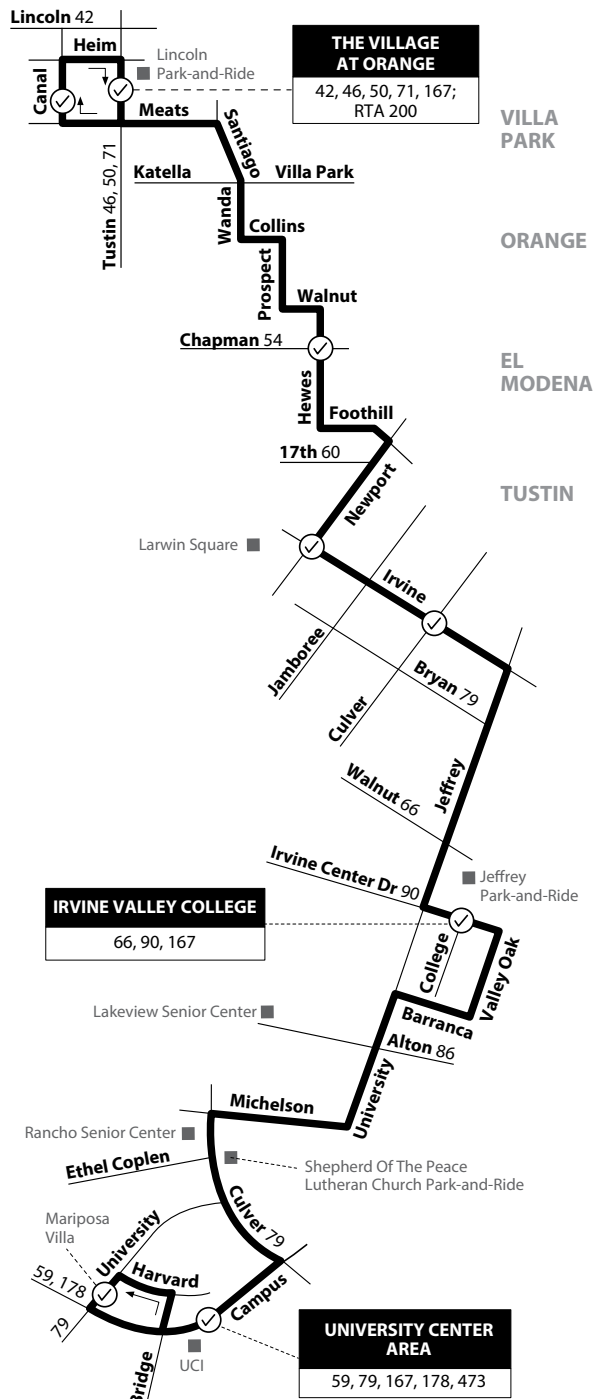 Lincoln 42
Heim
Lincoln
Park-and-Ride
THE VILLAGE
AT ORANGE
42, 46, 50, 71, 167;
RTA 200
Canal
Meats
Santiago
VILLA
PARK
Tustin 46, 50, 71
Katella
Villa Park
Wanda
Collins
ORANGE
Prospect
Walnut
Chapman 54
EL
MODENA
Hewes
Foothill
17th 60
Newport
TUSTIN
Larwin Square
Irvine
Jamboree
Culver
Bryan 79
Jeffrey
Walnut 66
Irvine Center Dr 90
Jeffrey
Park-and-Ride
IRVINE VALLEY COLLEGE
66, 90, 167
College
Valley Oak
Barranca
Lakeview Senior Center
Alton 86
University
Michelson
Rancho Senior Center
Ethel Coplen
Shepherd Of The Peace
Lutheran Church Park-and-Ride
Culver 79
Mariposa
Villa
University
Harvard
59, 178
79
Campus
UCI
Bridge
UNIVERSITY CENTER
AREA
59, 79, 167, 178, 473